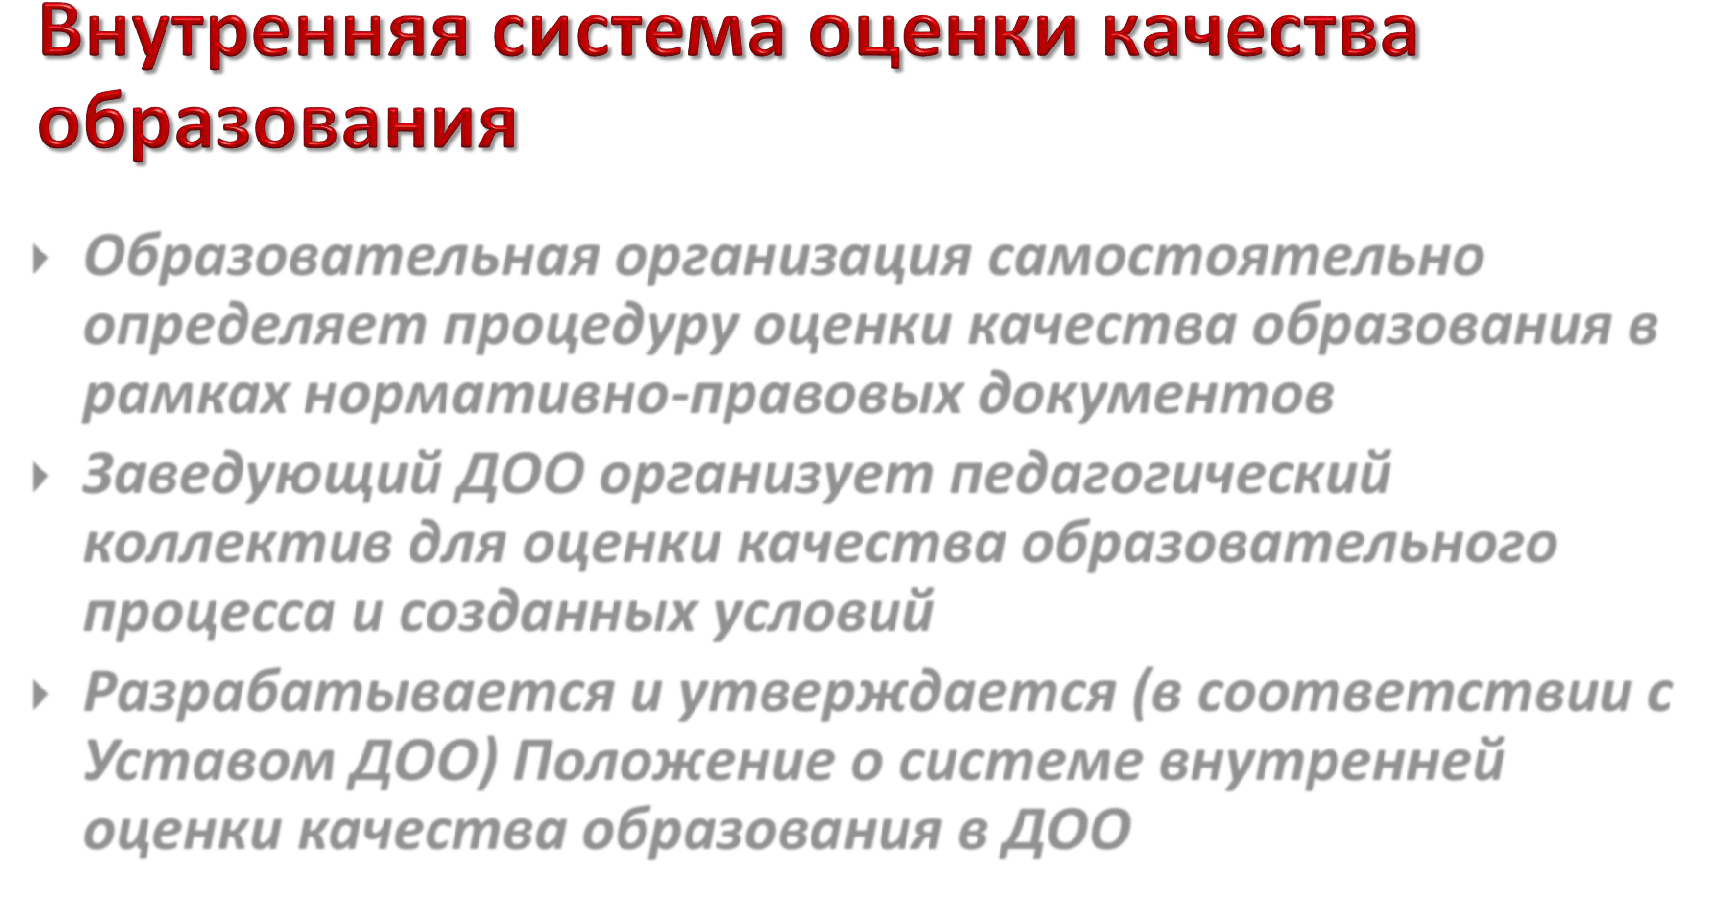 Внутренняя система оценки качества
образования
Образовательная организация самостоятельно
определяет процедуру оценки качества образования в
рамках нормативно-правовых документов
Заведующий ДОО организует педагогический
коллектив для оценки качества образовательного
процесса и созданных условий
Разрабатывается и утверждается (в соответствии с
Уставом ДОО) Положение о системе внутренней
оценки качества образования в ДОО